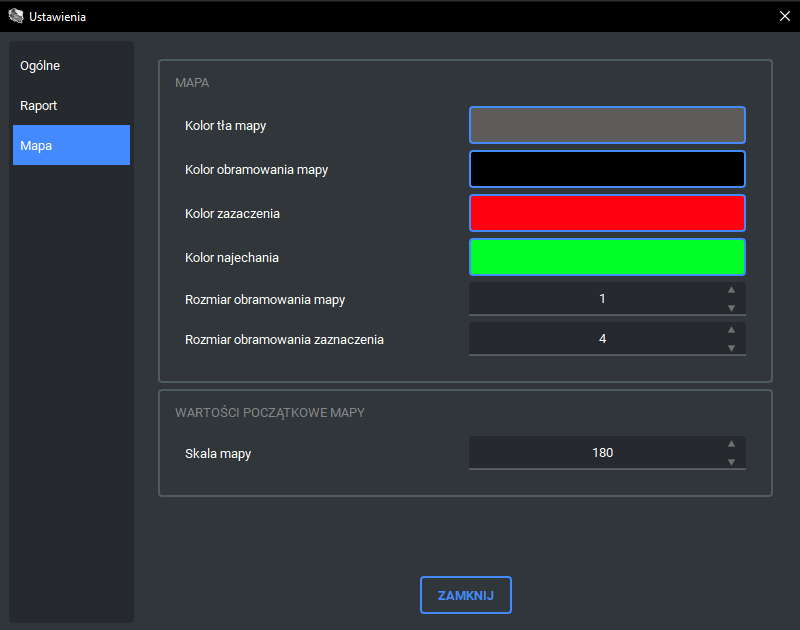 Ustawienia
Ogólne
Raport
Mapa
MAPA
Kolor tła mapy
Kolor obramowania mapy
Kolor zazaczenia
Kolor najechania
Rozmiar obramowania mapy 1
Rozmiar obramowania zaznaczenia 4
WARTOŚCI POCZĄTKOWE MAPY
Skala mapy 180
ZAMKNIJ